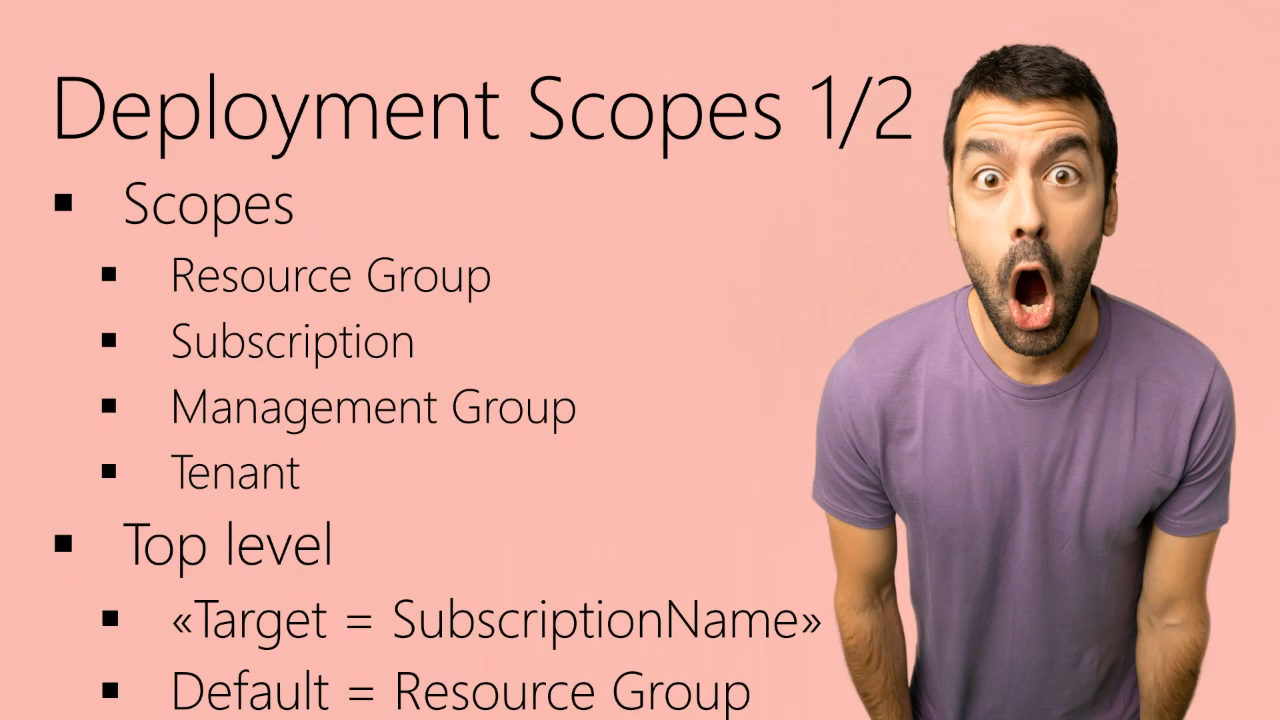 Deployment Scopes 1/2
▪ Scopes
▪ Resource Group
▪ Subscription
▪ Management Group
▪ Tenant
▪ Top level
▪ «Target = SubscriptionName»
▪ Default = Resource Group